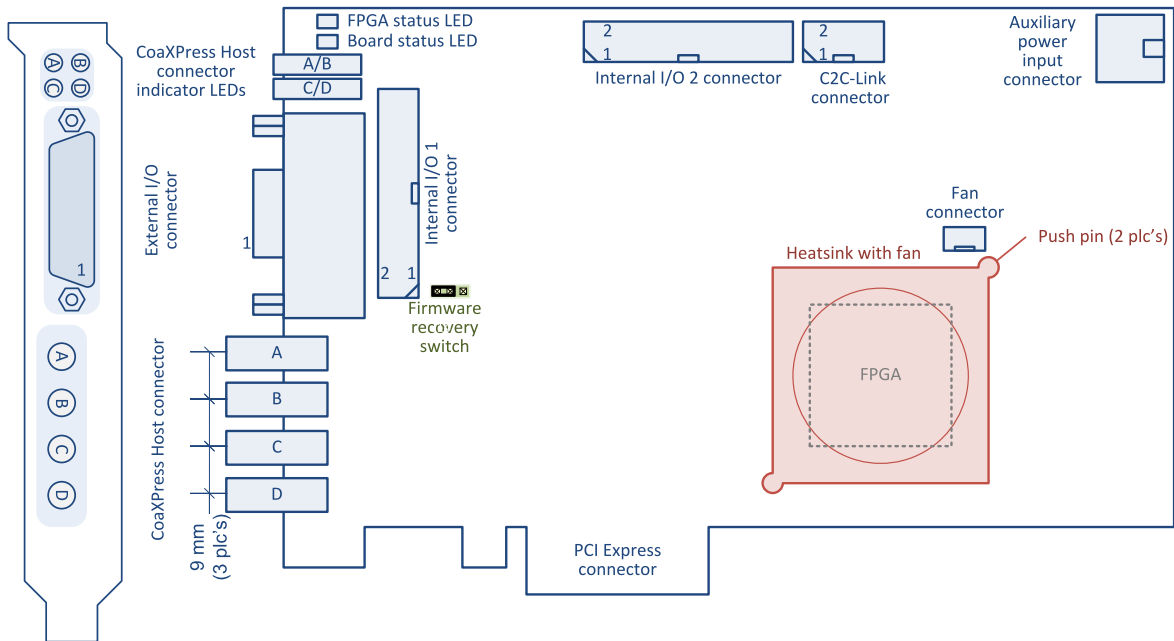 FPGA status LED
Board status LED
CoaXPress Host
connector
indicator LEDs
A/B
C/D
2
1
Internal I/O 2 connector
2
1
C2C-Link
connector
Auxiliary
power
input
connector
A
B
C
D
1
External I/O
connector
1
Internal I/O 1
connector
2
1
Firmware
recovery
switch
Fan
connector
Push pin (2 plc's)
Heatsink with fan
FPGA
A
B
C
D
CoaXPress Host connector
A
B
C
D
9 mm
(3 plc's)
PCI Express
connector